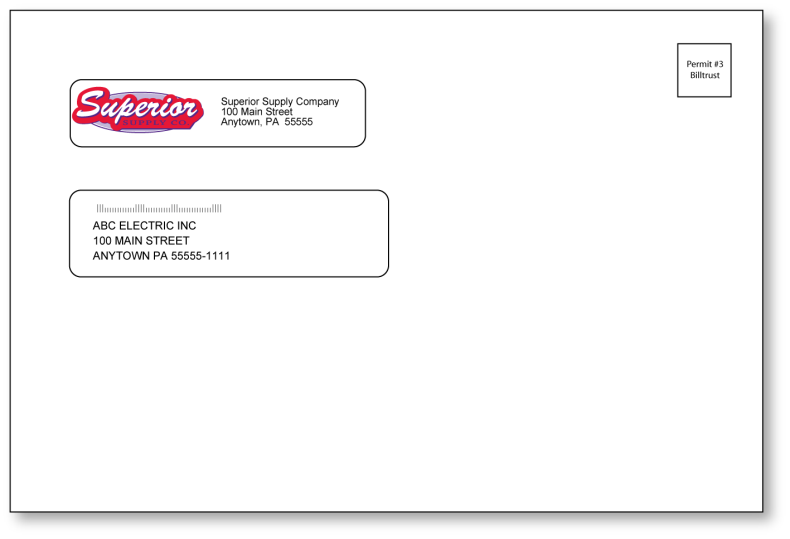 Superior
SUPPLY CO.
Superior Supply Company
100 Main Street
Anytown, PA  55555
Permit #3
Billtrust
ABC ELECTRIC INC
100 MAIN STREET
ANYTOWN PA 55555-1111